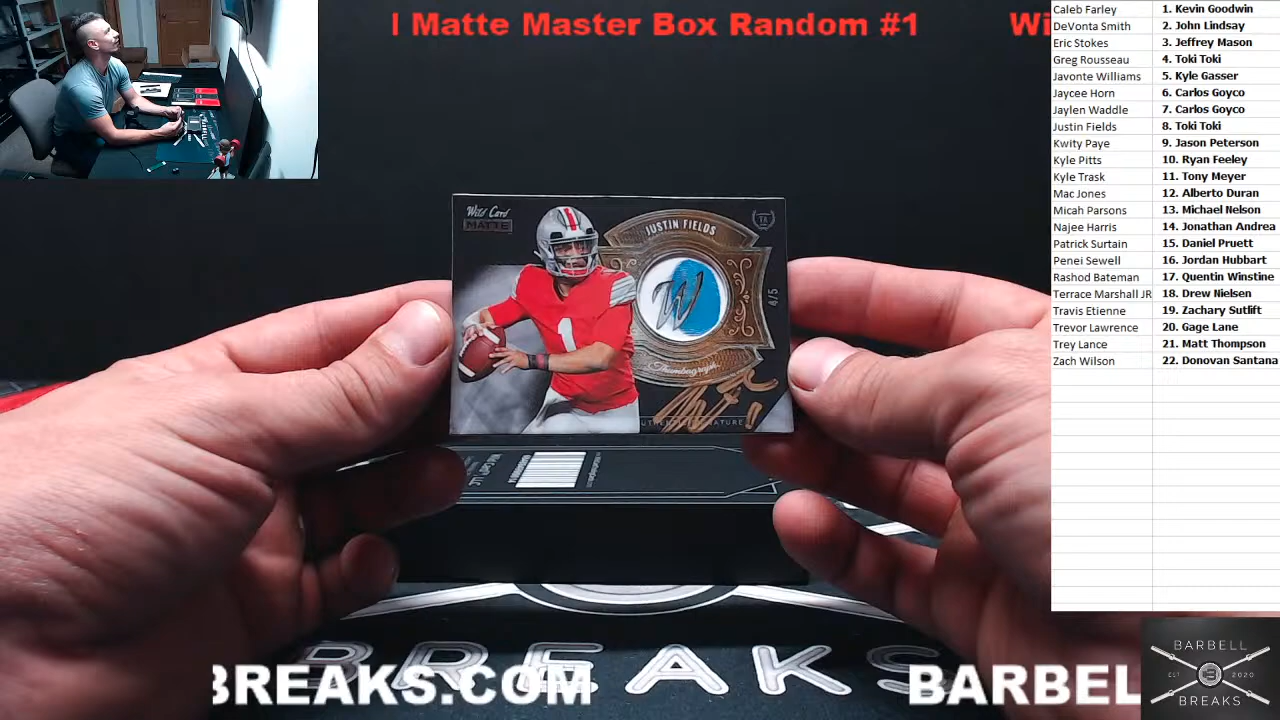 l Matte Master Box Random #1 Wi
Caleb Farley 1. Kevin Goodwin
DeVonta Smith 2. John Lindsay
Eric Stokes 3. Jeffrey Mason
Greg Rousseau 4. Toki Toki
Javonte Williams 5. Kyle Gasser
Jaycee Horn 6. Carlos Goyco
Jaylen Waddle 7. Carlos Goyco
Justin Fields 8. Toki Toki
Kwity Paye 9. Jason Peterson
Kyle Pitts 10. Ryan Feeley
Kyle Trask 11. Tony Meyer
Mac Jones 12. Alberto Duran
Micah Parsons 13. Michael Nelson
Najee Harris 14. Jonathan Andrea
Patrick Surtain 15. Daniel Pruett
Penei Sewell 16. Jordan Hubbart
Rashod Bateman 17. Quentin Winstine
Terrace Marshall JR 18. Drew Nielsen
Travis Etienne 19. Zachary Sutlift
Trevor Lawrence 20. Gage Lane
Trey Lance 21. Matt Thompson
Zach Wilson 22. Donovan Santana
Wild Card
MATTE
JUSTIN FIELDS
4/5
1
Thumbograph
BREAKS
BREAKS.COM BARBEL
BARBELL
EST 3 2020
BREAKS